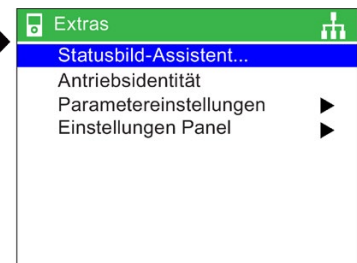 Extras
Statusbild-Assistent...
Antriebsidentität
Parametereinstellungen
Einstellungen Panel